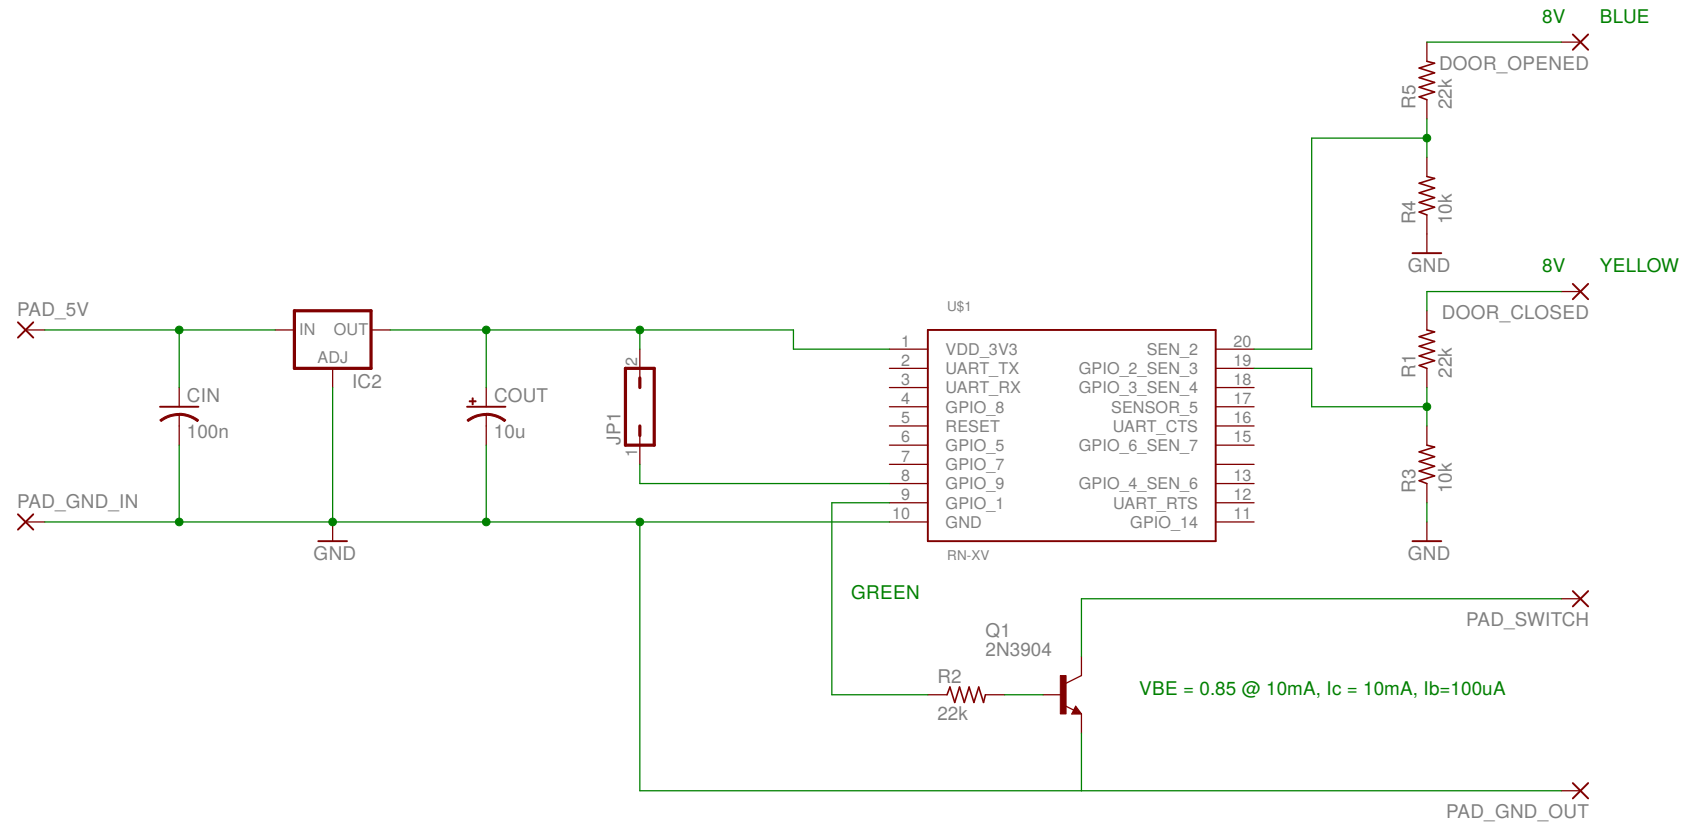 8V BLUE
DOOR_OPENED
R5
22k
R4
10k
GND
8V YELLOW
DOOR_CLOSED
R1
22k
R3
10k
GND
PAD_5V
IN OUT
ADJ
IC2
CIN
100n
COUT
10u
JP1
2
1
PAD_GND_IN
GND
U$1
1 VDD_3V3 SEN_2 20
2 UART_TX GPIO_2_SEN_3 19
3 UART_RX GPIO_3_SEN_4 18
4 GPIO_8 SENSOR_5 17
5 RESET UART_CTS 16
6 GPIO_5 GPIO_6_SEN_7 15
7 GPIO_7
8 GPIO_9 GPIO_4_SEN_6 13
9 GPIO_1 UART_RTS 12
10 GND GPIO_14 11
RN-XV
GREEN
PAD_SWITCH
Q1
2N3904
R2
22k
VBE = 0.85 @ 10mA, Ic = 10mA, Ib=100uA
PAD_GND_OUT